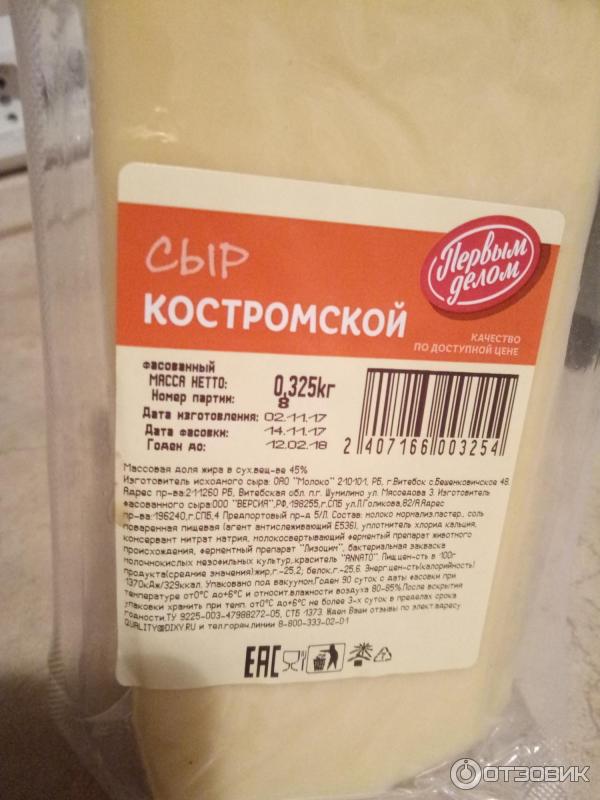 СЫР
КОСТРОМСКОЙ
Первым
делом
КАЧЕСТВО
ПО ДОСТУПНОЙ ЦЕНЕ
фасованный
МАССА НЕТТО: 0,325кг
Номер партии: 8
Дата изготовления: 02.11.17
Дата фасовки: 14.11.17
Годен до: 12.02.18
2 407166 003254
Массовая доля жира в сух.вещ-ве 45%
Изготовитель исходного сыра: ОАО "Молоко" 210101, РБ, г.Витебск с.Бешенковичское 48.
Адрес пр-ва:211260 РБ, Витебская обл. п.г. Шумилино ул. Мясоедова 3. Изготовитель
фасованного сыра:ООО "ВЕРСИЯ",РФ,198255,г.СПБ ул.Л.Голикова,82/Я.Адрес
пр-ва:196240,г.СПБ,4 Предпортовый пр-д 5/Л. Состав: молоко нормализ.пастер., соль
поваренная пищевая (агент антислеживающий Е536), уплотнитель хлорид кальция,
консервант нитрат натрия, молокосвертывающий ферментый препарат животного
происхождения, ферментный препарат "Лизоцим", бактериальная закваска
молочнокислых мезофильных культур,краситель "ANNATO". Пищ.цен-сть в 100г
продукта(средние значения):жир,г.-25,2; белок,г.-25,6. Энерг.цен-сть(калорийность)
1370кДж/329ккал. Упаковано под вакуумом.Годен 90 суток с даты фасовки при
температуре от0°С до+6°С и относит.влажности воздуха 80-85%.После вскрытия
упаковки хранить при темп. от0°С до+6°С не более 3-х суток в пределах срока
годности.ТУ 9225-003-47988272-05, СТБ 1373. Ждем Ваши отзывы по элект.адресу
QUALITY@DIXY.RU и тел.горяч.линии 8-800-333-02-01
ЕАС
ОТЗОВИК